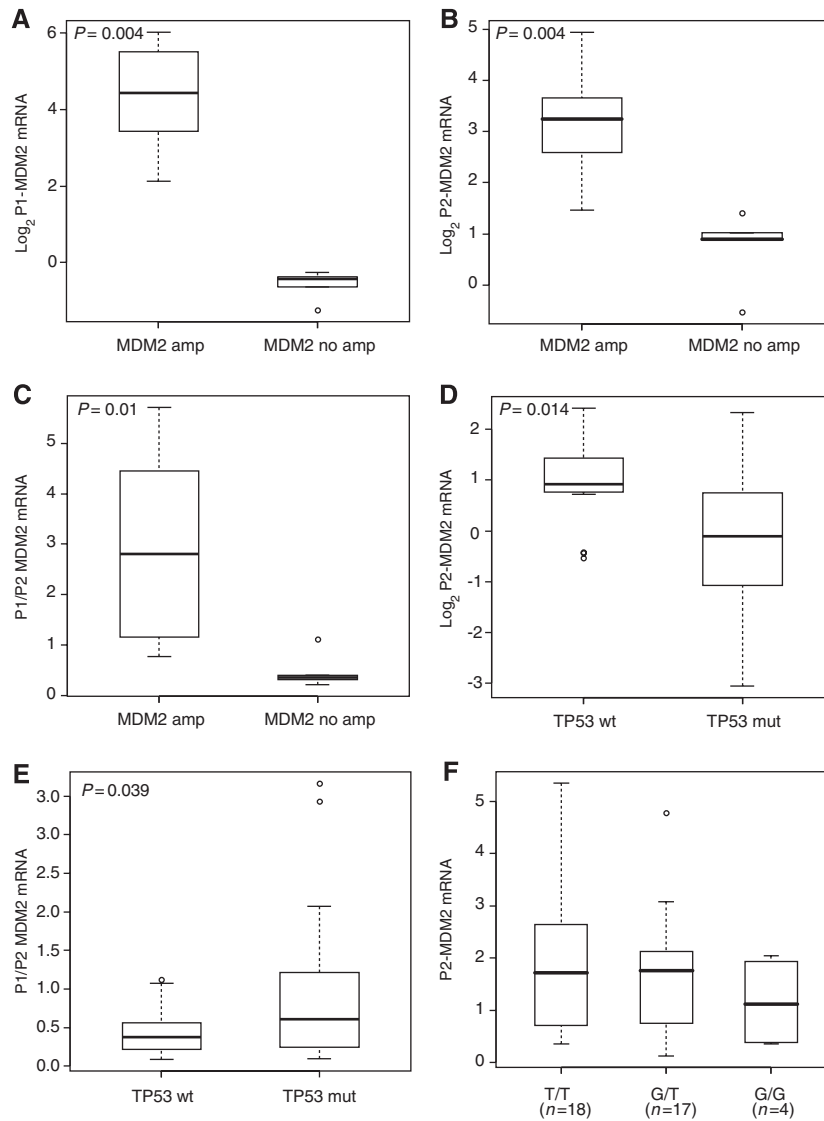 A
P = 0.004
Log2 P1-MDM2 mRNA
6
4
2
0
MDM2 amp
MDM2 no amp
B
P = 0.004
Log2 P2-MDM2 mRNA
5
4
3
2
1
0
MDM2 amp
MDM2 no amp
C
P = 0.01
P1/P2 MDM2 mRNA
5
4
3
2
1
0
MDM2 amp
MDM2 no amp
D
P = 0.014
Log2 P2-MDM2 mRNA
2
1
0
-1
-2
-3
TP53 wt
TP53 mut
E
P = 0.039
P1/P2 MDM2 mRNA
3.0
2.5
2.0
1.5
1.0
0.5
0.0
TP53 wt
TP53 mut
F
P2-MDM2 mRNA
5
4
3
2
1
0
T/T
(n=18)
G/T
(n=17)
G/G
(n=4)